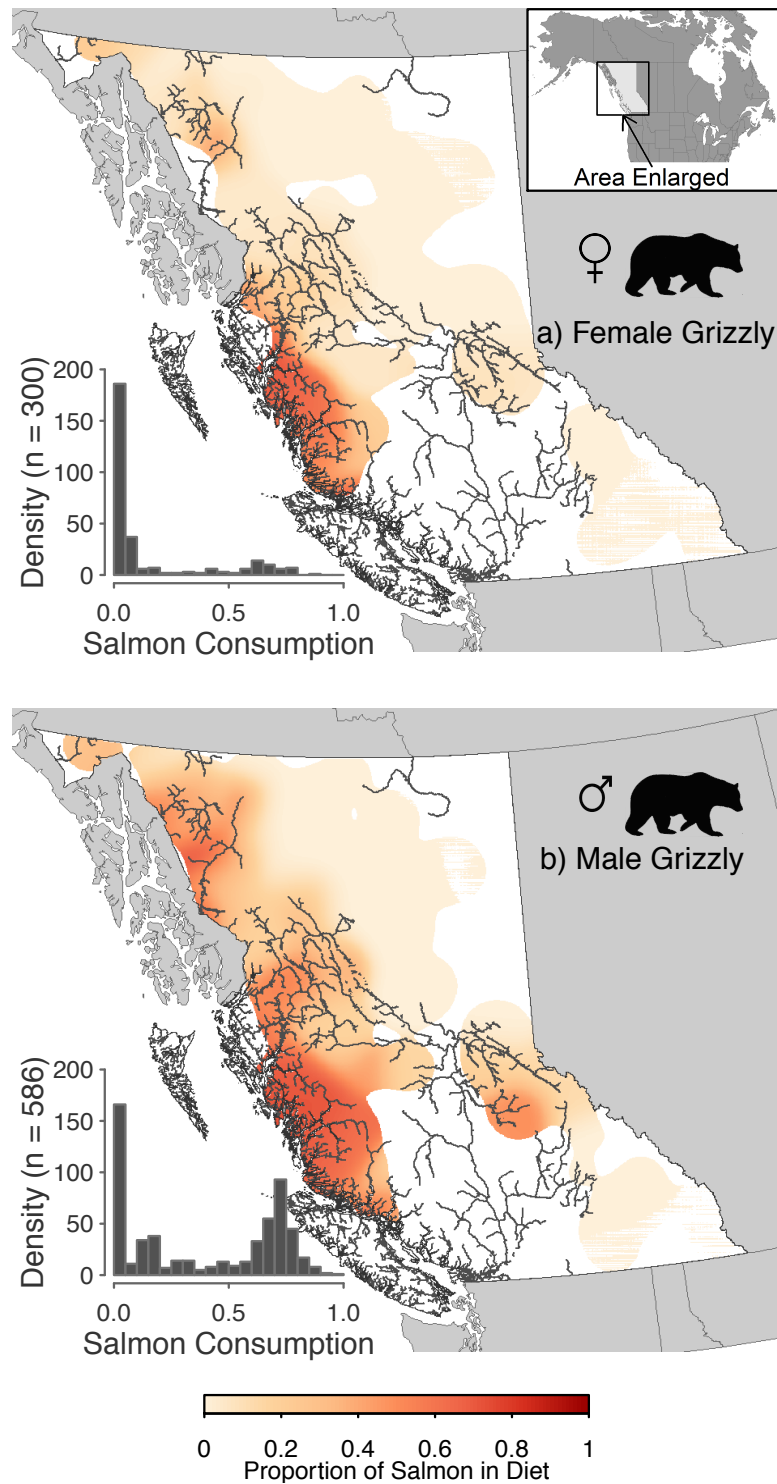 Area Enlarged
♀
a) Female Grizzly
200
150
100
50
0
Density (n = 300)
0.0 0.5 1.0
Salmon Consumption
♂
b) Male Grizzly
200
150
100
50
0
Density (n = 586)
0.0 0.5 1.0
Salmon Consumption
0 0.2 0.4 0.6 0.8 1
Proportion of Salmon in Diet